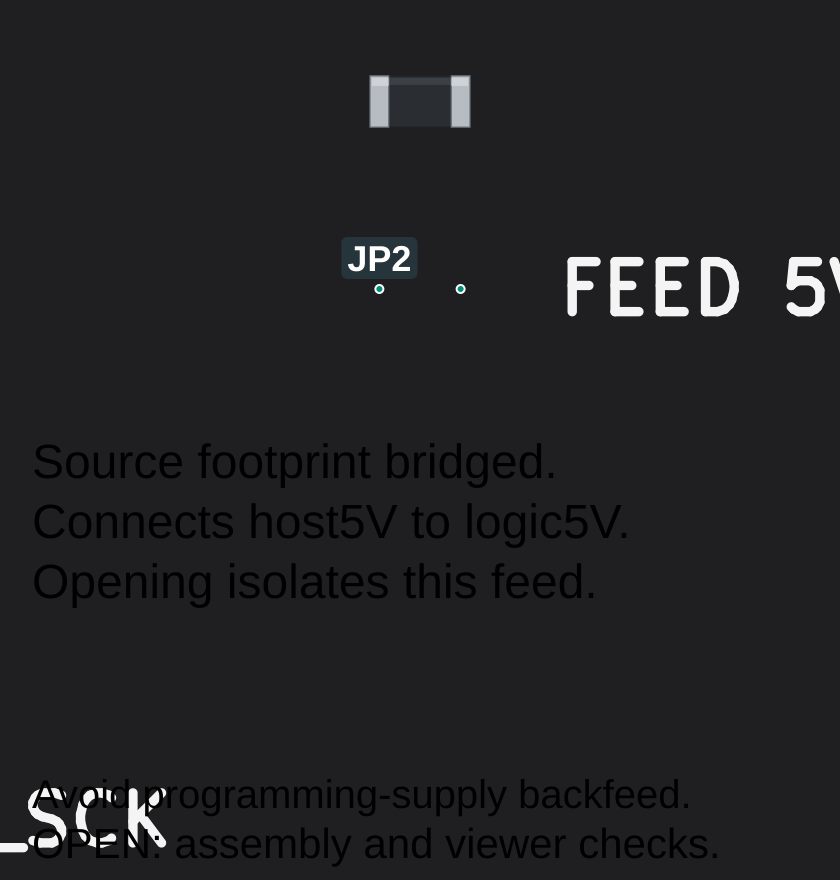 JP2
FEED 5V
Source footprint bridged.
Connects host5V to logic5V.
Opening isolates this feed.
Avoid programming-supply backfeed.
_SCK
OPEN: assembly and viewer checks.